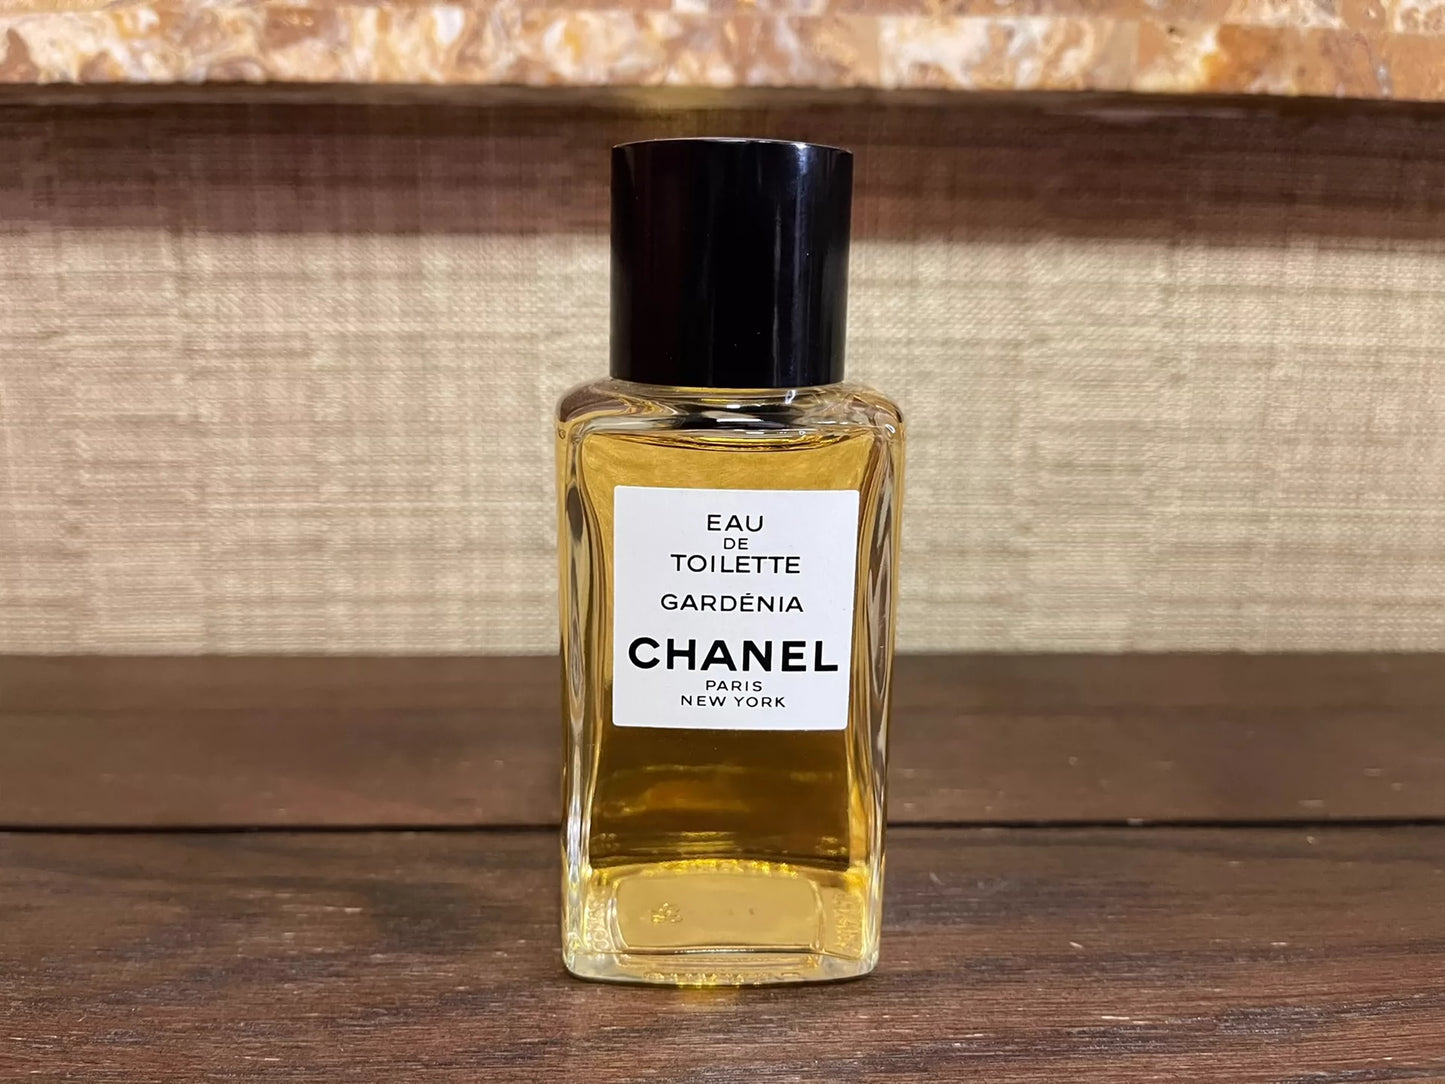 EAU
DE
TOILETTE
GARDÉNIA
CHANEL
PARIS
NEW YORK